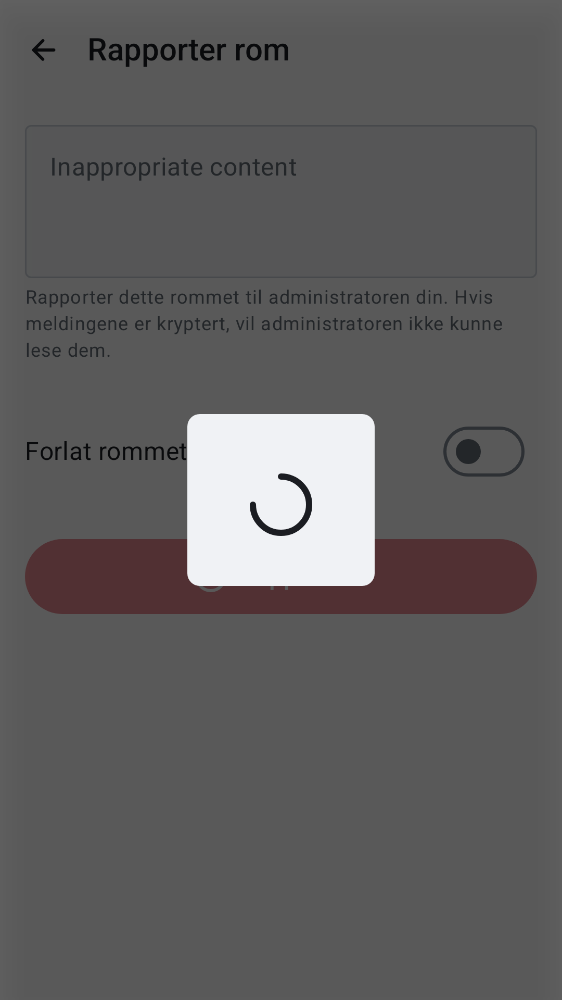 Rapporter rom
Inappropriate content
Rapporter dette rommet til administratoren din. Hvis
meldingene er kryptert, vil administratoren ikke kunne
lese dem.
Forlat rommet